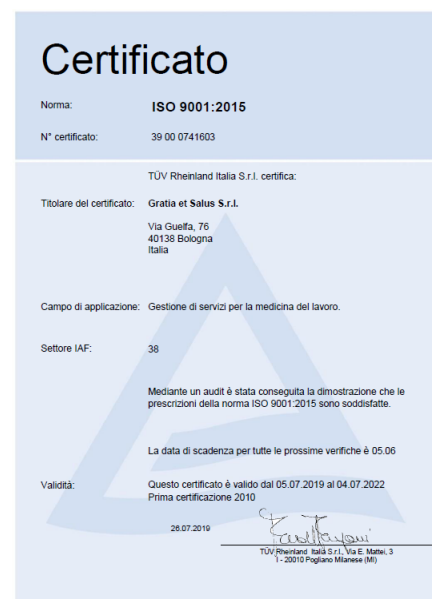 Certificato
Norma: ISO 9001:2015
N° certificato: 39 00 0741603
TÜV Rheinland Italia S.r.l. certifica:
Titolare del certificato: Gratia et Salus S.r.l.
Via Guelfa, 76
40138 Bologna
Italia
Campo di applicazione: Gestione di servizi per la medicina del lavoro.
Settore IAF: 38
Mediante un audit è stata conseguita la dimostrazione che le
prescrizioni della norma ISO 9001:2015 sono soddisfatte.
La data di scadenza per tutte le prossime verifiche è 05.06
Validità: Questo certificato è valido dal 05.07.2019 al 04.07.2022
Prima certificazione 2010
26.07.2019
TÜV Rheinland Italia S.r.l., Via E. Mattei, 3
I - 20010 Pogliano Milanese (MI)